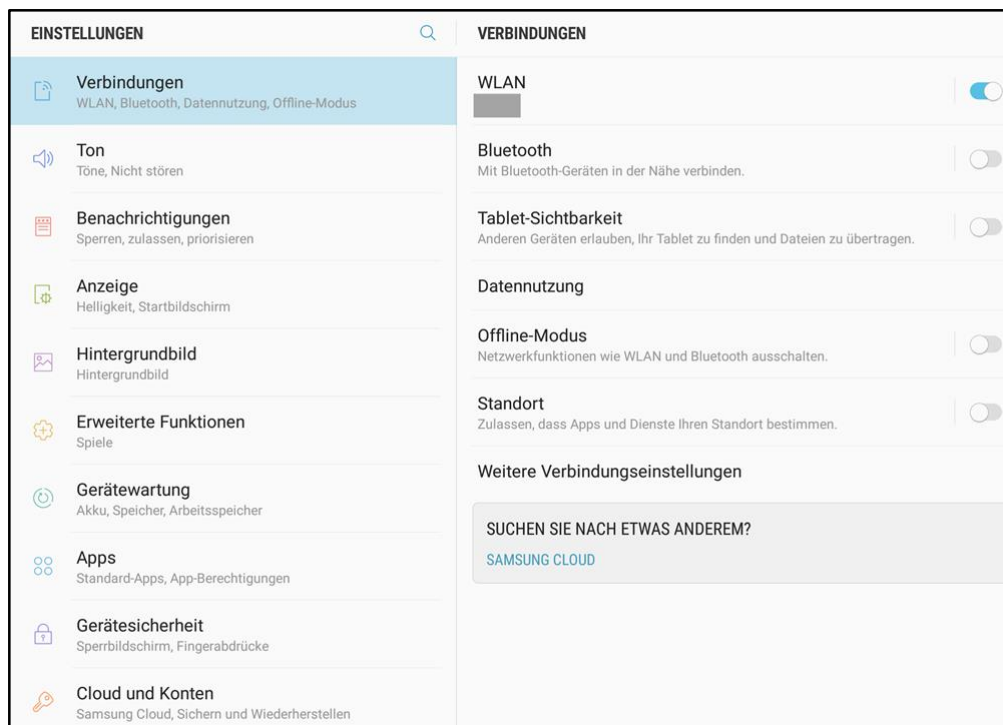 EINSTELLUNGEN
Verbindungen
WLAN, Bluetooth, Datennutzung, Offline-Modus
Ton
Töne, Nicht stören
Benachrichtigungen
Sperren, zulassen, priorisieren
Anzeige
Helligkeit, Startbildschirm
Hintergrundbild
Hintergrundbild
Erweiterte Funktionen
Spiele
Gerätewartung
Akku, Speicher, Arbeitsspeicher
Apps
Standard-Apps, App-Berechtigungen
Gerätesicherheit
Sperrbildschirm, Fingerabdrücke
Cloud und Konten
Samsung Cloud, Sichern und Wiederherstellen
VERBINDUNGEN
WLAN
Bluetooth
Mit Bluetooth-Geräten in der Nähe verbinden.
Tablet-Sichtbarkeit
Anderen Geräten erlauben, Ihr Tablet zu finden und Dateien zu übertragen.
Datennutzung
Offline-Modus
Netzwerkfunktionen wie WLAN und Bluetooth ausschalten.
Standort
Zulassen, dass Apps und Dienste Ihren Standort bestimmen.
Weitere Verbindungseinstellungen
SUCHEN SIE NACH ETWAS ANDEREM?
SAMSUNG CLOUD